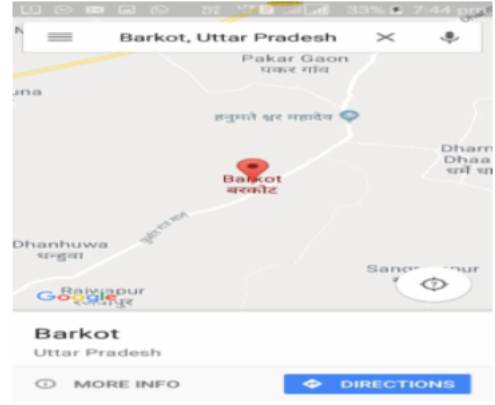 33% 7:44 pm
Barkot, Uttar Pradesh
Pakar Gaon
पकर गांव
हनुमते श्वर महादेव
Barkot
बरकोट
Dhanhuwa
धन्हुवा
Google
Raiwapur
Barkot
Uttar Pradesh
MORE INFO
DIRECTIONS